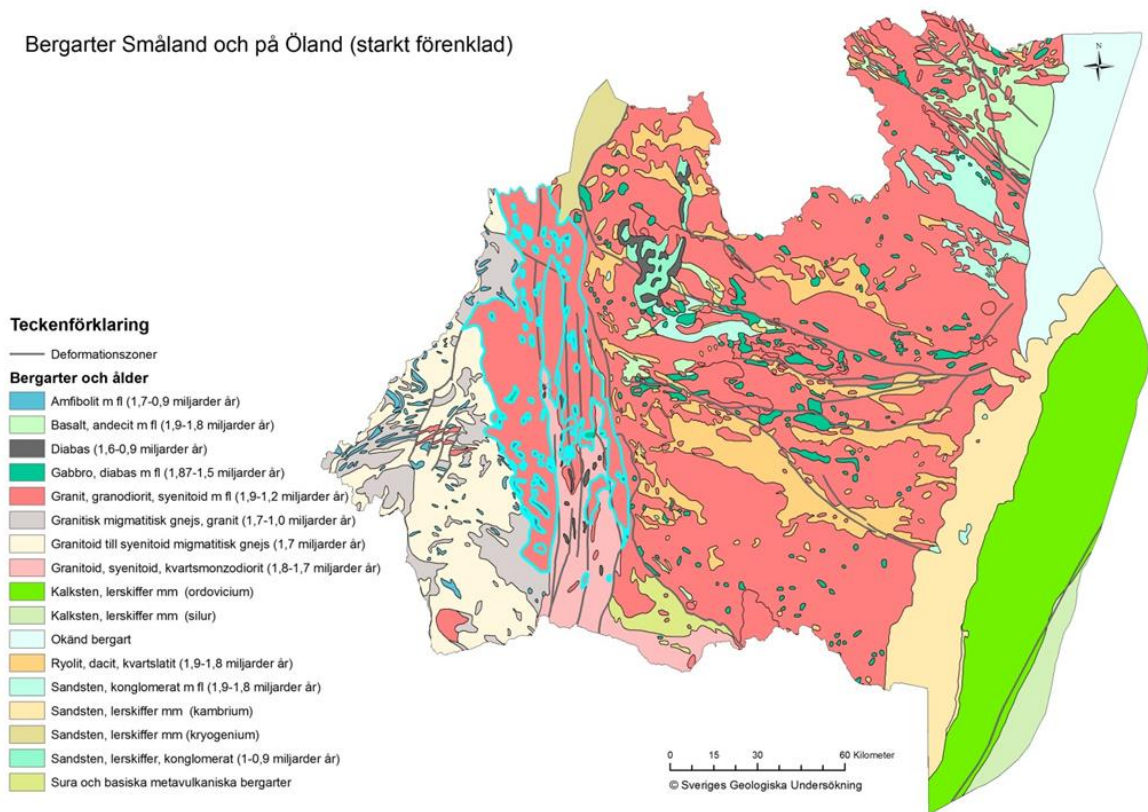 Bergarter Småland och på Öland (starkt förenklad)
N
Teckenförklaring
Deformationszoner
Bergarter och ålder
Amfibolit m fl (1,7-0,9 miljarder år)
Basalt, andecit m fl (1,9-1,8 miljarder år)
Diabas (1,6-0,9 miljarder år)
Gabbro, diabas m fl (1,87-1,5 miljarder år)
Granit, granodiorit, syenitoid m fl (1,9-1,2 miljarder år)
Granitisk migmatitisk gnejs, granit (1,7-1,0 miljarder år)
Granitoid till syenitoid migmatitisk gnejs (1,7 miljarder år)
Granitoid, syenitoid, kvartsmonzodiorit (1,8-1,7 miljarder år)
Kalksten, lerskiffer mm (ordovicium)
Kalksten, lerskiffer mm (silur)
Okänd bergart
Ryolit, dacit, kvartslatit (1,9-1,8 miljarder år)
Sandsten, konglomerat m fl (1,9-1,8 miljarder år)
Sandsten, lerskiffer mm (kambrium)
Sandsten, lerskiffer mm (kryogenium)
Sandsten, lerskiffer, konglomerat (1-0,9 miljarder år)
Sura och basiska metavulkaniska bergarter
0 15 30 60 Kilometer
© Sveriges Geologiska Undersökning